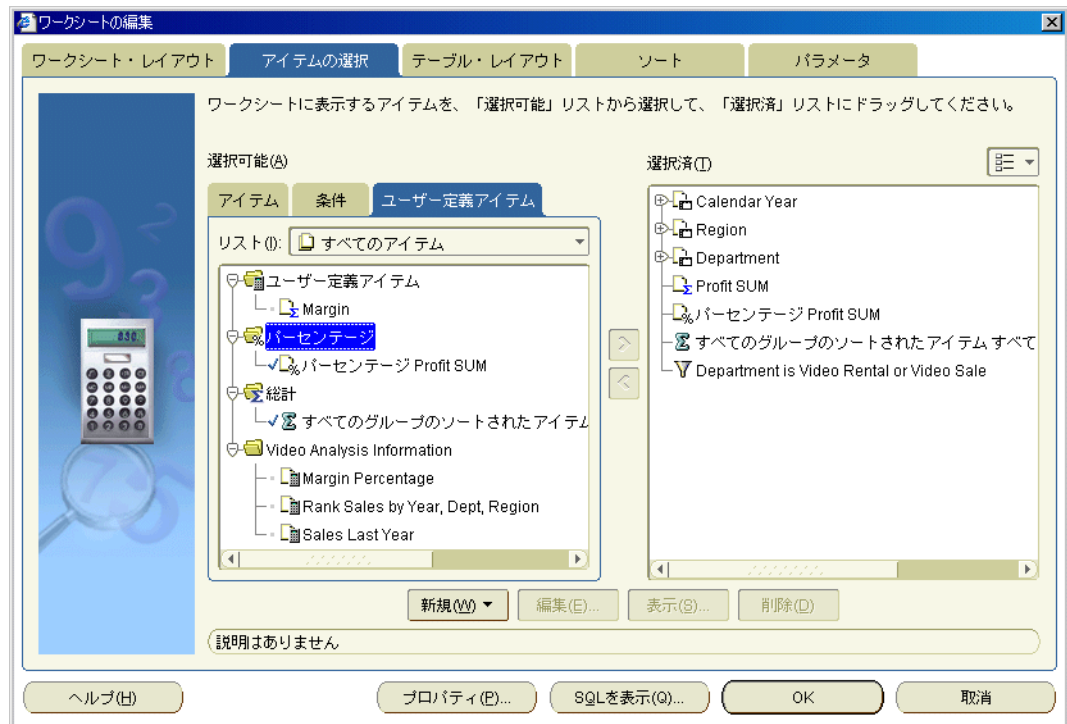 ワークシートの編集
ワークシート・レイアウト アイテムの選択 テーブル・レイアウト ソート パラメータ
ワークシートに表示するアイテムを、「選択可能」リストから選択して、「選択済」リストにドラッグしてください。
選択可能(A)
選択済(T)
アイテム 条件 ユーザー定義アイテム
リスト(I): すべてのアイテム
ユーザー定義アイテム
Margin
パーセンテージ
パーセンテージ Profit SUM
総計
すべてのグループのソートされたアイテム
Video Analysis Information
Margin Percentage
Rank Sales by Year, Dept, Region
Sales Last Year
Calendar Year
Region
Department
Profit SUM
パーセンテージ Profit SUM
すべてのグループのソートされたアイテム すべて
Department is Video Rental or Video Sale
新規(W) 編集(E)... 表示(S)... 削除(D)
説明はありません
ヘルプ(H) プロパティ(P)... SQLを表示(Q)... OK 取消